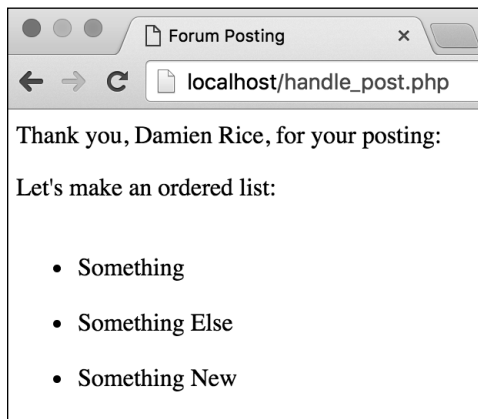 Forum Posting
localhost/handle_post.php
Thank you, Damien Rice, for your posting:
Let's make an ordered list:
• Something
• Something Else
• Something New